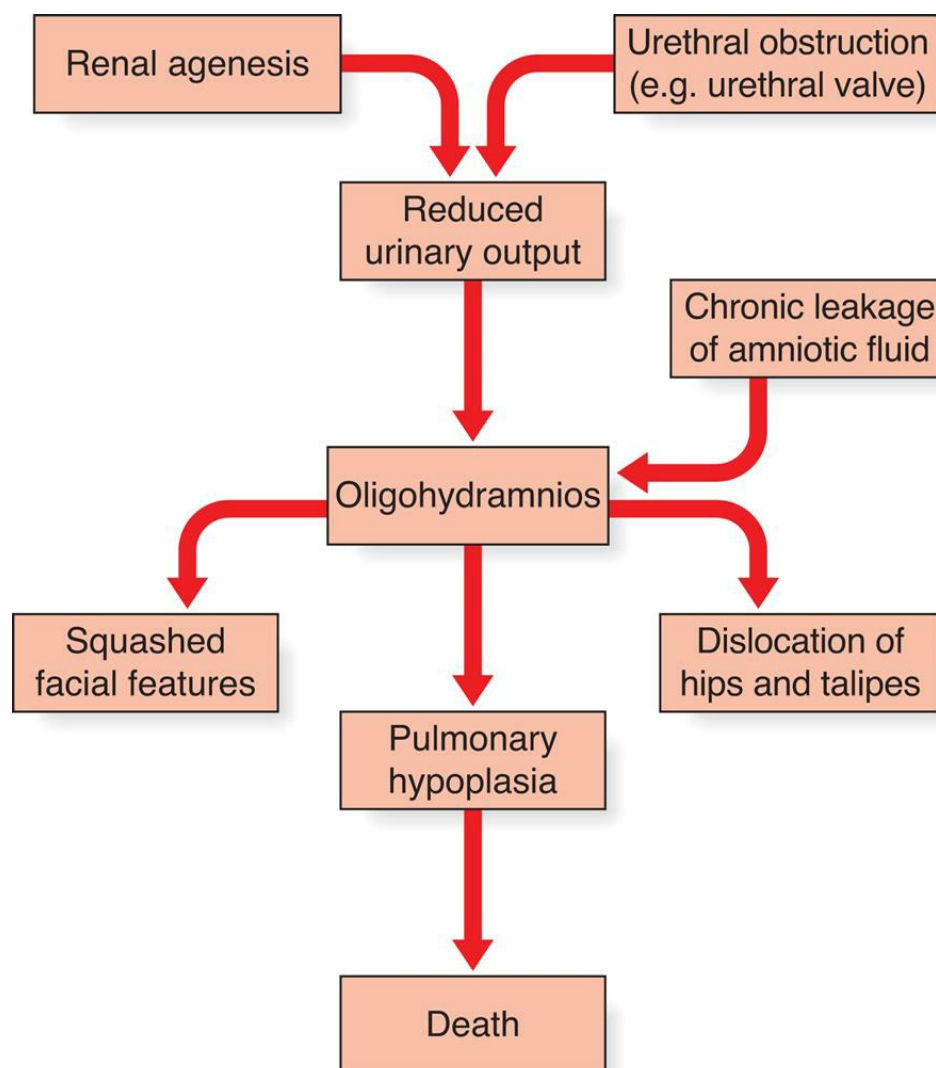 Renal agenesis
Urethral obstruction
(e.g. urethral valve)
Reduced
urinary output
Chronic leakage
of amniotic fluid
Oligohydramnios
Squashed
facial features
Dislocation of
hips and talipes
Pulmonary
hypoplasia
Death